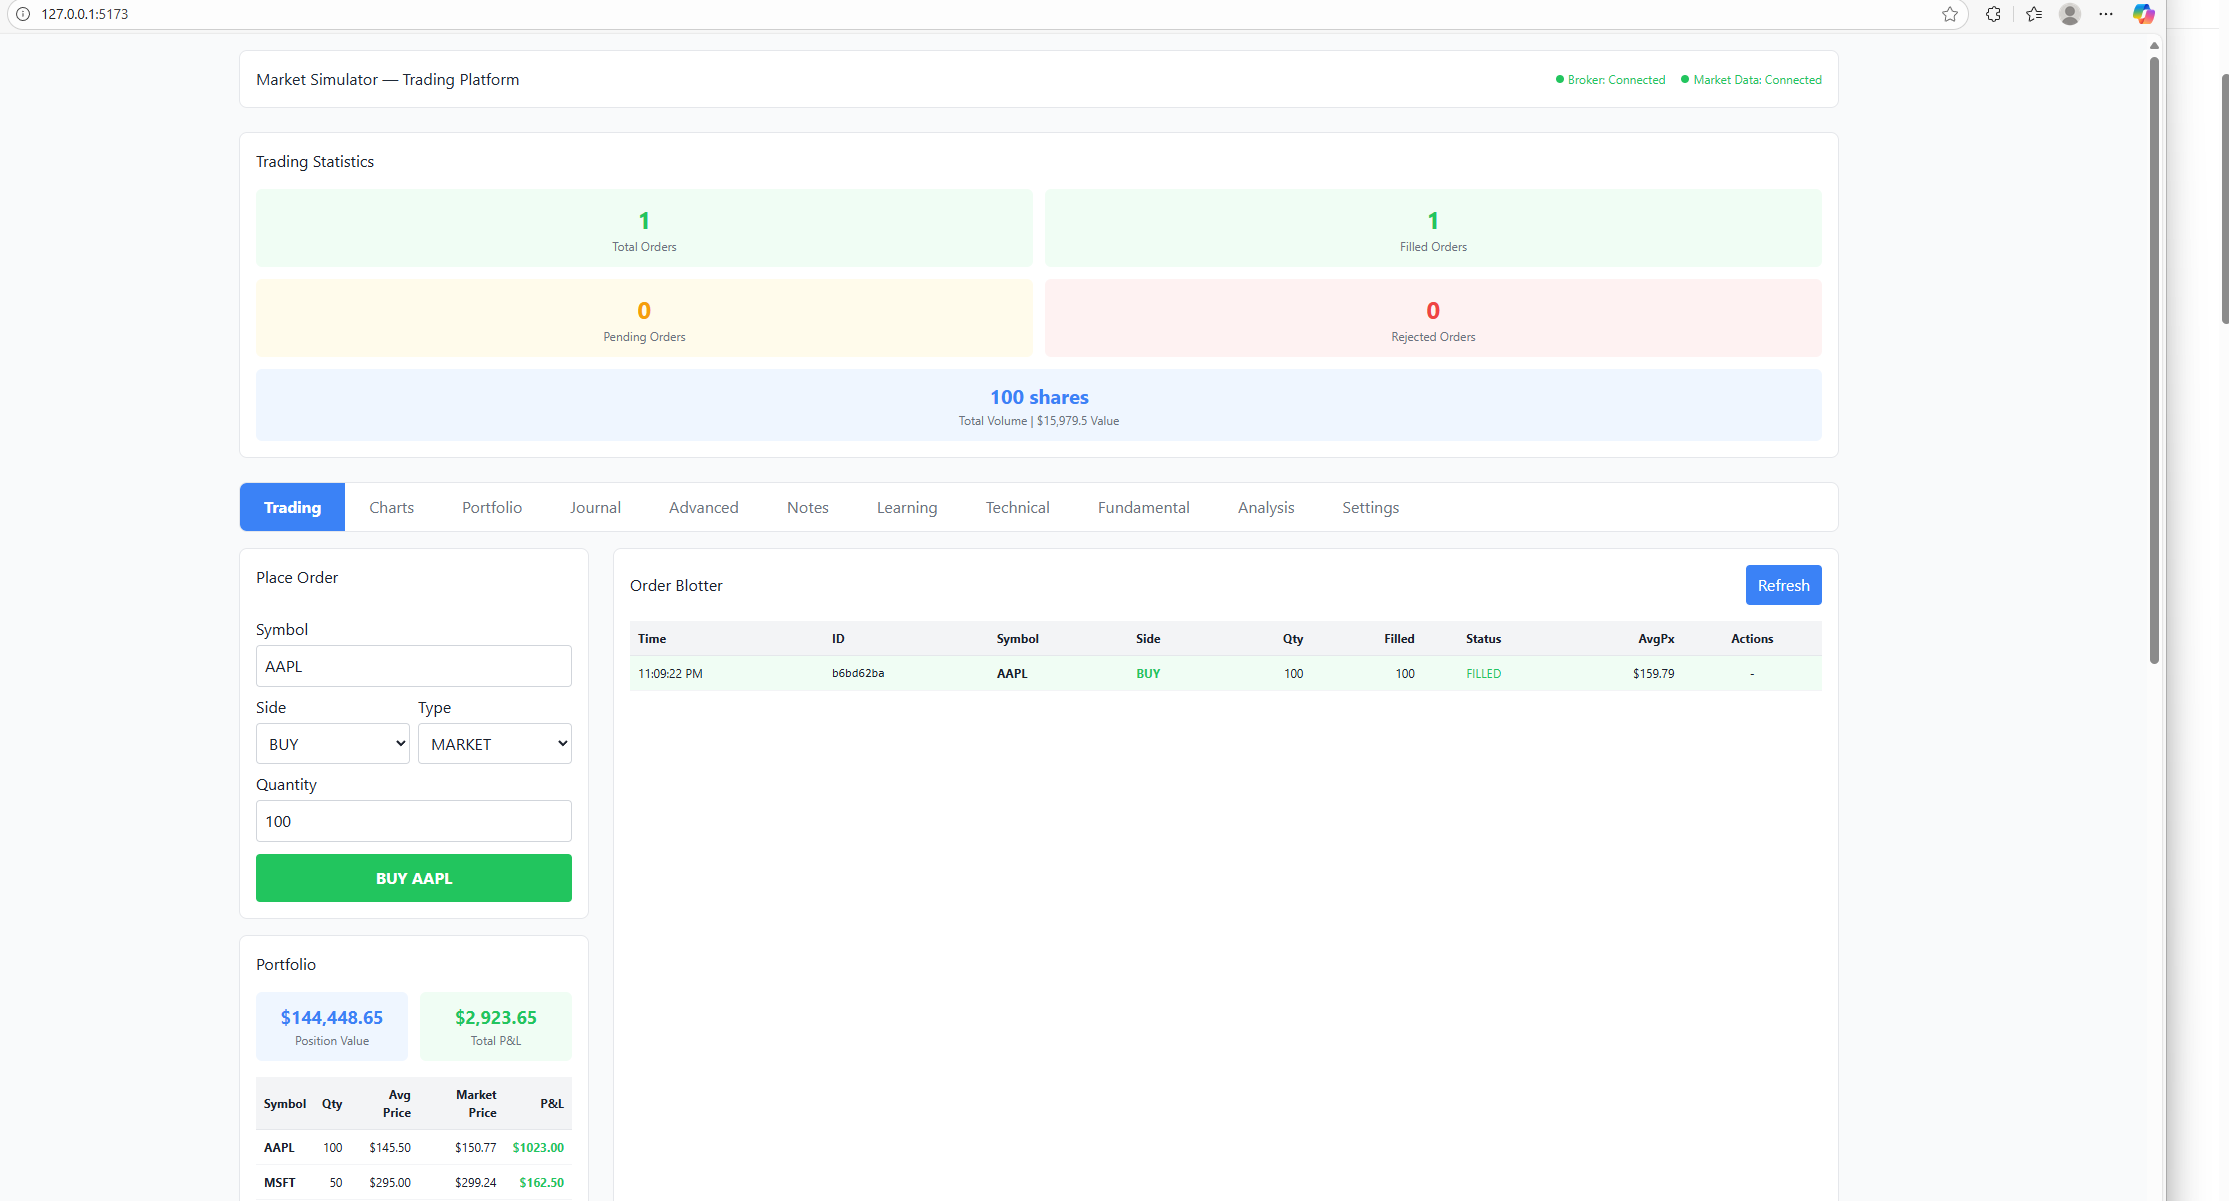 127.0.0.1:5173
Market Simulator — Trading Platform
Broker: Connected Market Data: Connected
Trading Statistics
1
Total Orders
1
Filled Orders
0
Pending Orders
0
Rejected Orders
100 shares
Total Volume | $15,979.5 Value
Trading Charts Portfolio Journal Advanced Notes Learning Technical Fundamental Analysis Settings
Place Order
Symbol
AAPL
Side Type
BUY MARKET
Quantity
100
BUY AAPL
Order Blotter Refresh
Time ID Symbol Side Qty Filled Status AvgPx Actions
11:09:22 PM b6bd62ba AAPL BUY 100 100 FILLED $159.79 -
Portfolio
$144,448.65
Position Value
$2,923.65
Total P&L
Symbol Qty Avg Price Market Price P&L
AAPL 100 $145.50 $150.77 $1023.00
MSFT 50 $295.00 $299.24 $162.50